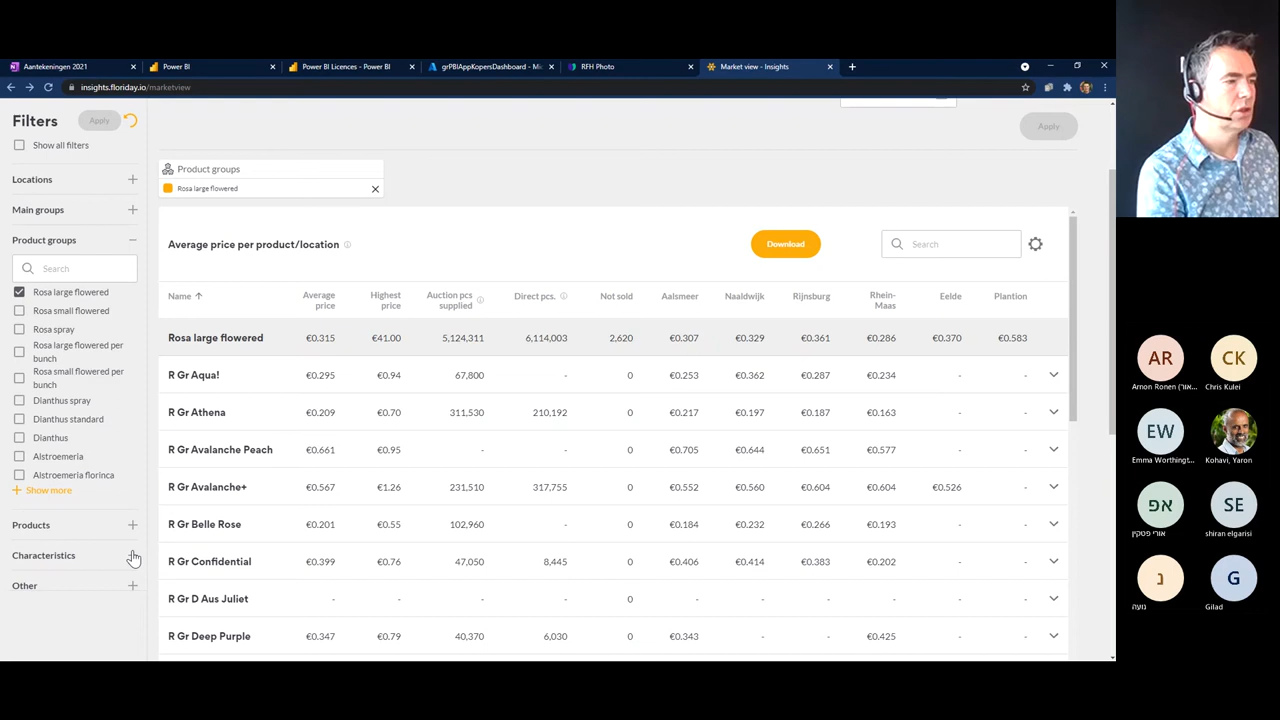 Aantekeningen 2021
Power BI
Power BI Licences - Power BI
grPBIAppKopersDashboard - Mic
RFH Photo
Market view - Insights
insights.floriday.io/marketview
Filters
Apply
Show all filters
Locations
Main groups
Product groups
Search
Rosa large flowered
Rosa small flowered
Rosa spray
Rosa large flowered per
bunch
Rosa small flowered per
bunch
Dianthus spray
Dianthus standard
Dianthus
Alstroemeria
Alstroemeria florinca
Show more
Products
Characteristics
Other
Apply
Product groups
Rosa large flowered
Average price per product/location
Download
Search
Name Average price Highest price Auction pcs supplied Direct pcs. Not sold Aalsmeer Naaldwijk Rijnsburg Rhein-Maas Eelde Plantion
Rosa large flowered €0.315 €41.00 5,124,311 6,114,003 2,620 €0.307 €0.329 €0.361 €0.286 €0.370 €0.583
R Gr Aqua! €0.295 €0.94 67,800 - 0 €0.253 €0.362 €0.287 €0.234 - -
R Gr Athena €0.209 €0.70 311,530 210,192 0 €0.217 €0.197 €0.187 €0.163 - -
R Gr Avalanche Peach €0.661 €0.95 - - 0 €0.705 €0.644 €0.651 €0.577 - -
R Gr Avalanche+ €0.567 €1.26 231,510 317,755 0 €0.552 €0.560 €0.604 €0.604 €0.526 -
R Gr Belle Rose €0.201 €0.55 102,960 - 0 €0.184 €0.232 €0.266 €0.193 - -
R Gr Confidential €0.399 €0.76 47,050 8,445 0 €0.406 €0.414 €0.383 €0.202 - -
R Gr D Aus Juliet - - - - 0 - - - - - -
R Gr Deep Purple €0.347 €0.79 40,370 6,030 0 €0.343 - - €0.425 - -
AR
CK
Arnon Ronen (אור...
Chris Kulei
EW
Emma Worthingt...
Kohavi, Yaron
אפ
SE
אורי פטקין
shiran elgarisi
נ
G
נועה
Gilad